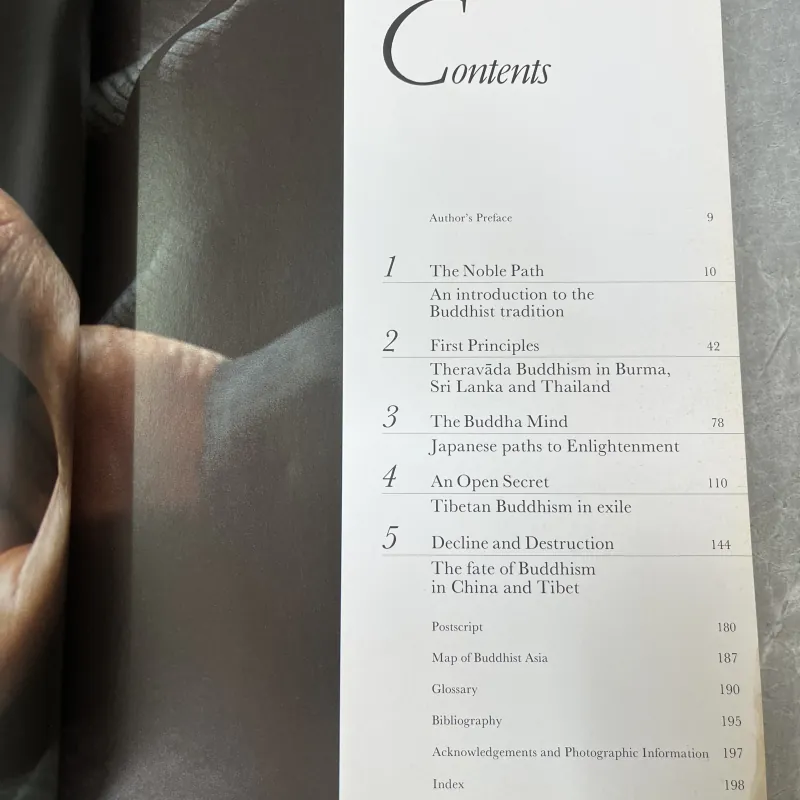 Contents
Author's Preface 9
1 The Noble Path 10
An introduction to the
Buddhist tradition
2 First Principles 42
Theravāda Buddhism in Burma,
Sri Lanka and Thailand
3 The Buddha Mind 78
Japanese paths to Enlightenment
4 An Open Secret 110
Tibetan Buddhism in exile
5 Decline and Destruction 144
The fate of Buddhism
in China and Tibet
Postscript 180
Map of Buddhist Asia 187
Glossary 190
Bibliography 195
Acknowledgements and Photographic Information 197
Index 198